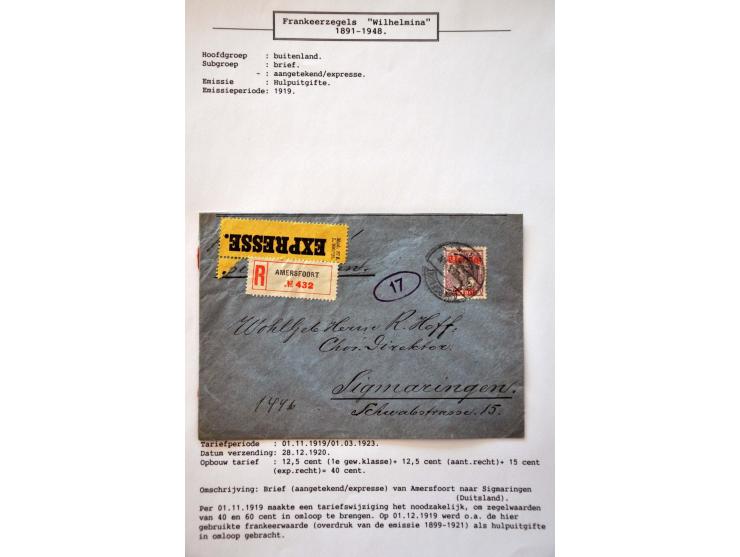 Frankeerzegels "Wilhelmina"
1891-1948.
Hoofdgroep : buitenland.
Subgroep : brief.
- : aangetekend/expresse.
Emissie : Hulpuitgifte.
Emissieperiode: 1919.
EXPRESSE.
R AMERSFOORT
№ 432
17
Wohlgeb Herrn R. Hoff,
Chor. Direktor.
Sigmaringen.
Schwabstrasse. 15.
Tariefperiode : 01.11.1919/01.03.1923.
Datum verzending: 28.12.1920.
Opbouw tarief : 12,5 cent (1e gew.klasse)+ 12,5 cent (aant.recht)+ 15 cent
(exp.recht)= 40 cent.
Omschrijving: Brief (aangetekend/expresse) van Amersfoort naar Sigmaringen
(Duitsland).
Per 01.11.1919 maakte een tariefswijziging het noodzakelijk, om zegelwaarden
van 40 en 60 cent in omloop te brengen. Op 01.12.1919 werd o.a. de hier
gebruikte frankeerwaarde (overdruk van de emissie 1899-1921) als hulpuitgifte
in omloop gebracht.